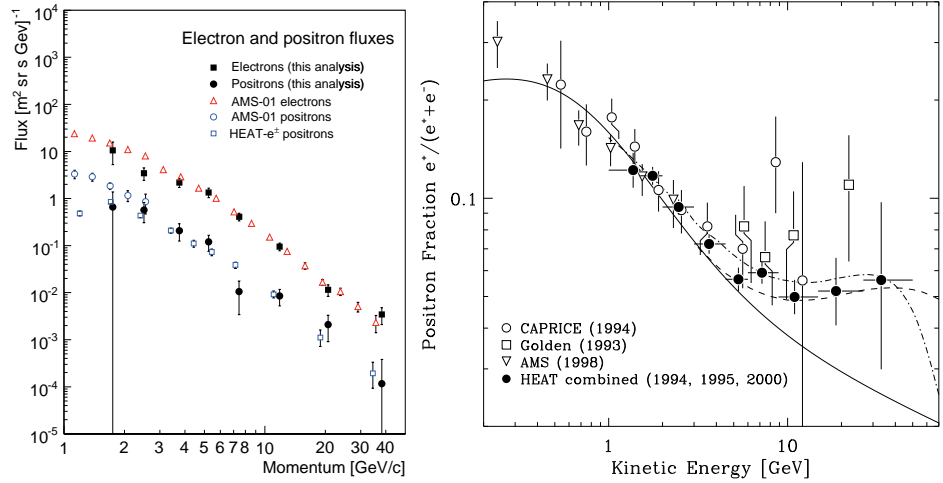 Electron and positron fluxes
Electrons (this analysis)
Positrons (this analysis)
AMS-01 electrons
AMS-01 positrons
HEAT-e± positrons
Flux [m² sr s Gev]⁻¹
10⁴
10³
10²
10
1
10⁻¹
10⁻²
10⁻³
10⁻⁴
10⁻⁵
1 2 3 4 5 6 7 8 10 20 30 40
Momentum [GeV/c]
Positron Fraction e⁺/(e⁺+e⁻)
0.1
CAPRICE (1994)
Golden (1993)
AMS (1998)
HEAT combined (1994, 1995, 2000)
1 10
Kinetic Energy [GeV]